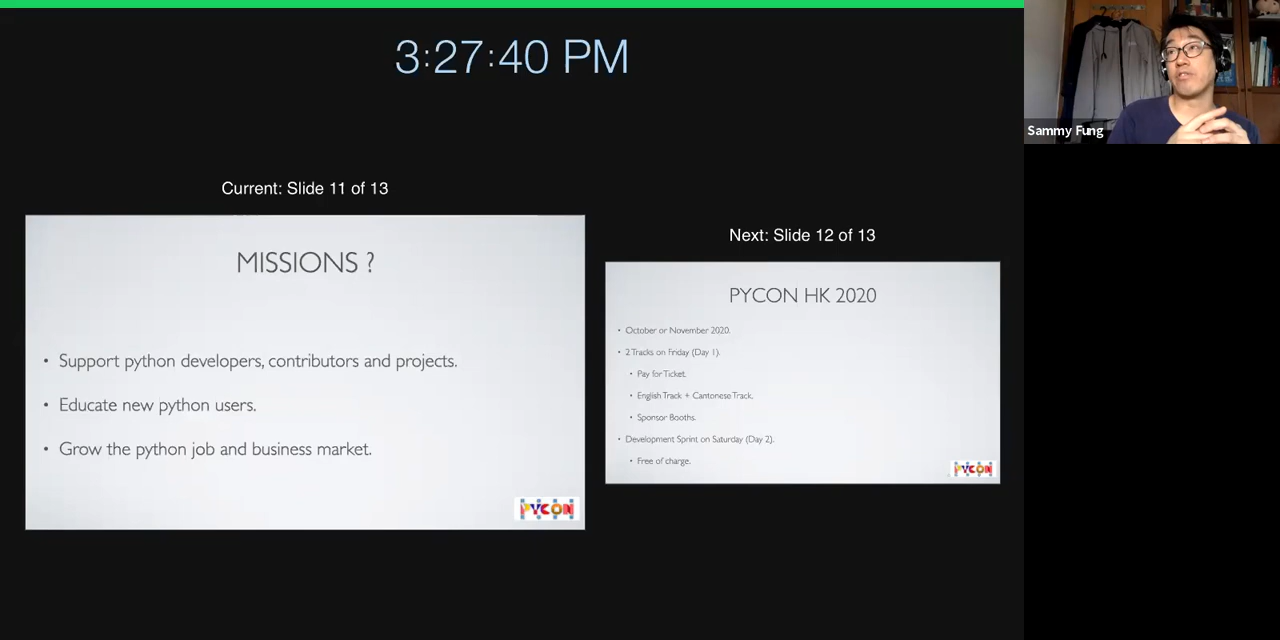 3:27:40 PM
Sammy Fung
Current: Slide 11 of 13
MISSIONS ?
• Support python developers, contributors and projects.
• Educate new python users.
• Grow the python job and business market.
PYCON
Next: Slide 12 of 13
PYCON HK 2020
• October or November 2020.
• 2 Tracks on Friday (Day 1).
• Pay for Ticket.
• English Track + Cantonese Track.
• Sponsor Booths.
• Development Sprint on Saturday (Day 2).
• Free of charge.
PYCON